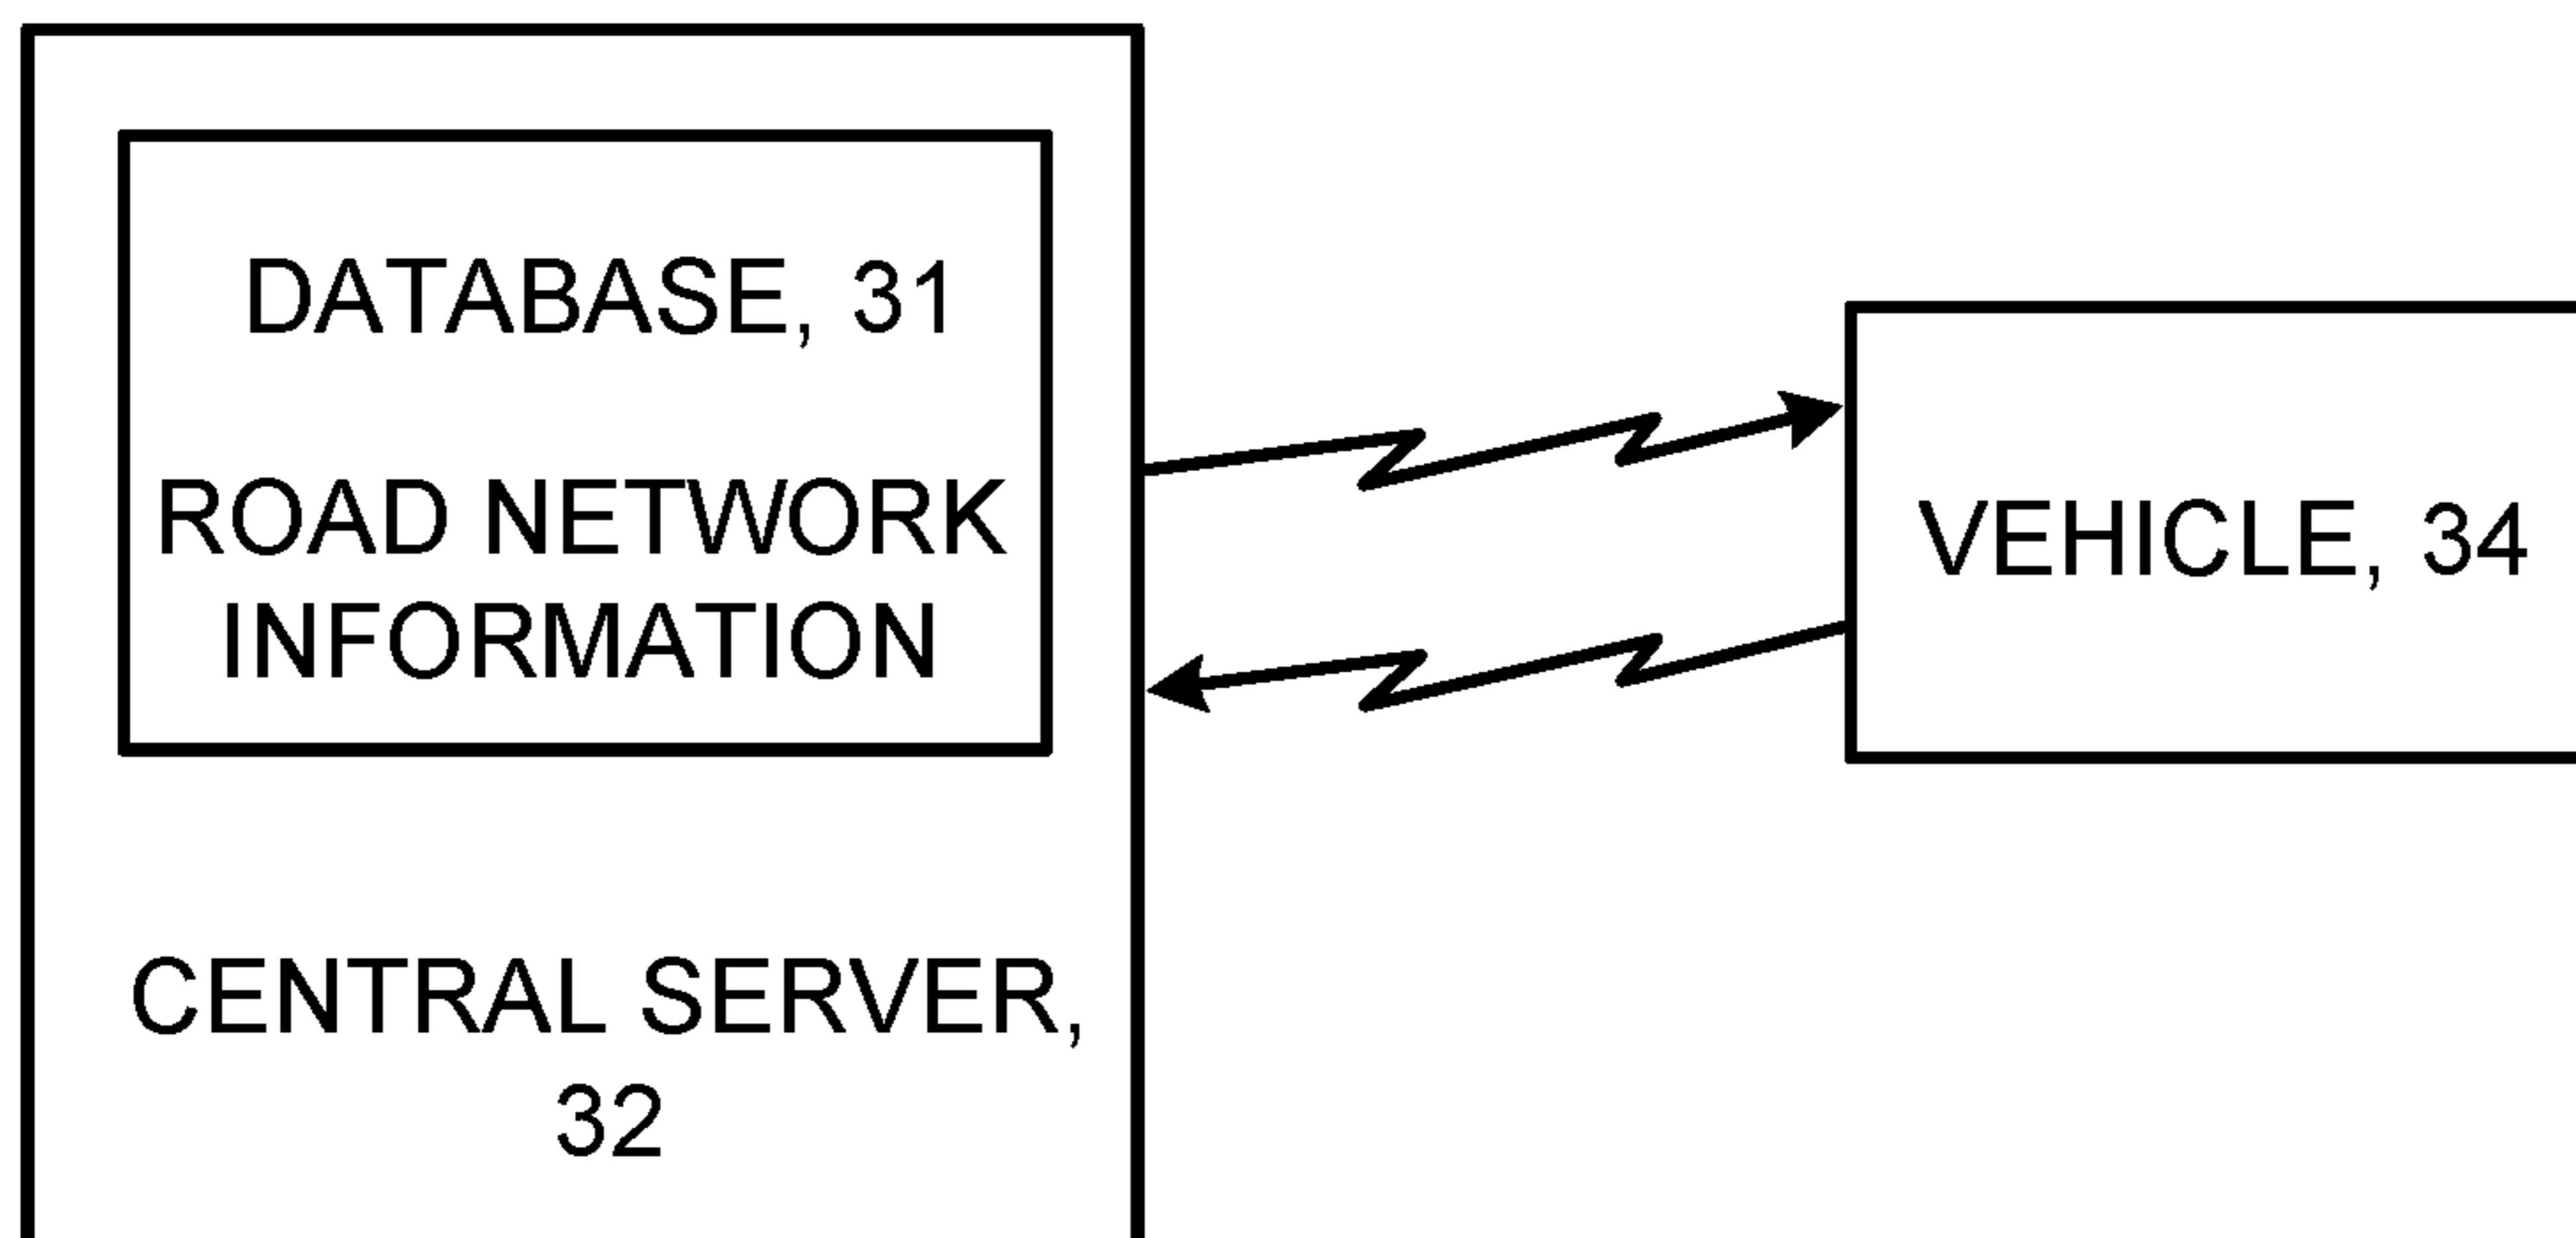 DATABASE, 31
ROAD NETWORK
INFORMATION
VEHICLE, 34
CENTRAL SERVER,
32